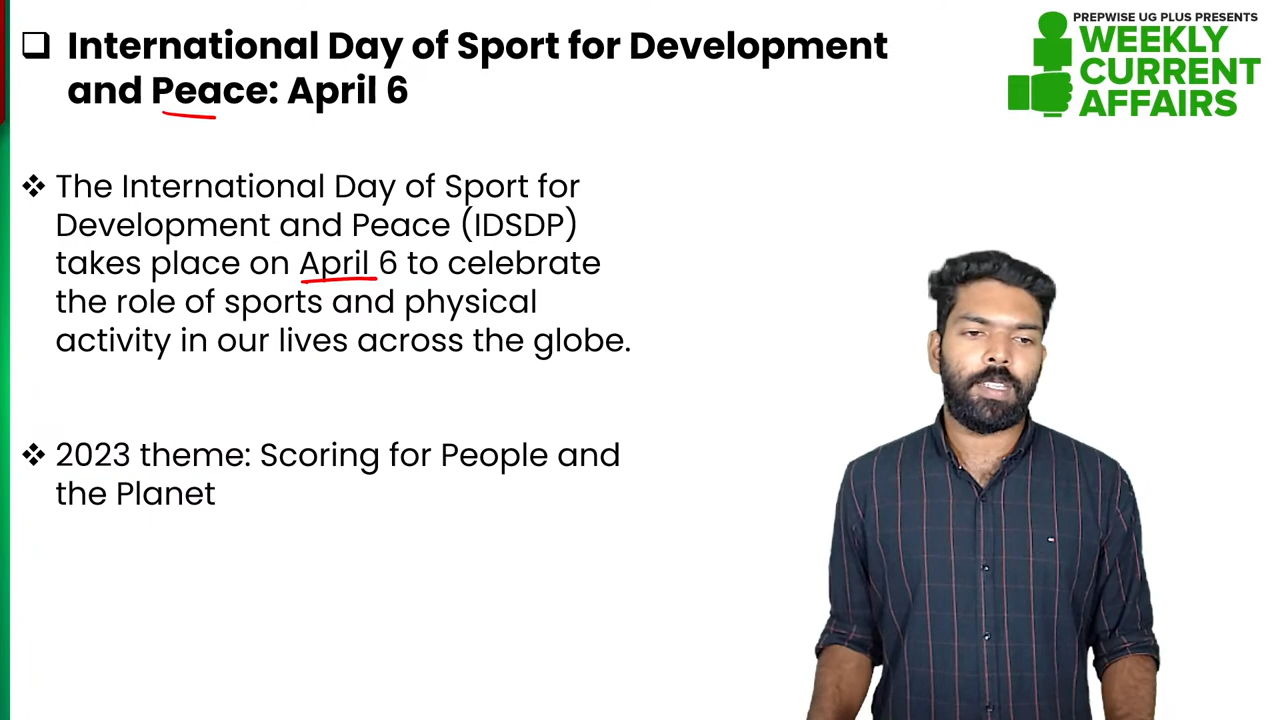 International Day of Sport for Development
and Peace: April 6
PREPWISE UG PLUS PRESENTS
WEEKLY
CURRENT
AFFAIRS
The International Day of Sport for
Development and Peace (IDSDP)
takes place on April 6 to celebrate
the role of sports and physical
activity in our lives across the globe.
2023 theme: Scoring for People and
the Planet